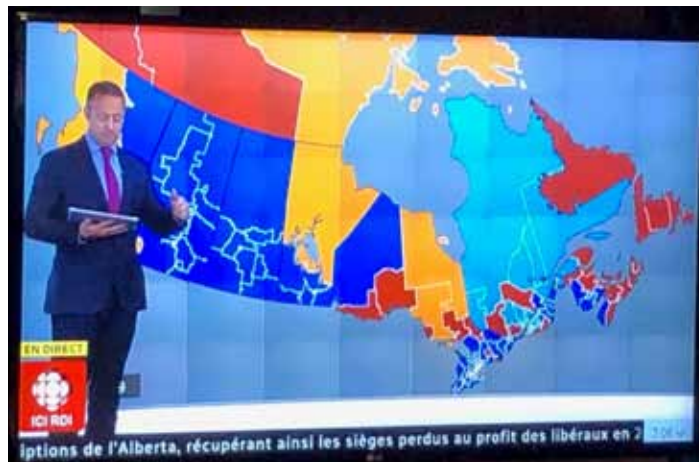 EN DIRECT
ICI RDI
iptions de l'Alberta, récupérant ainsi les sièges perdus au profit des libéraux en 2